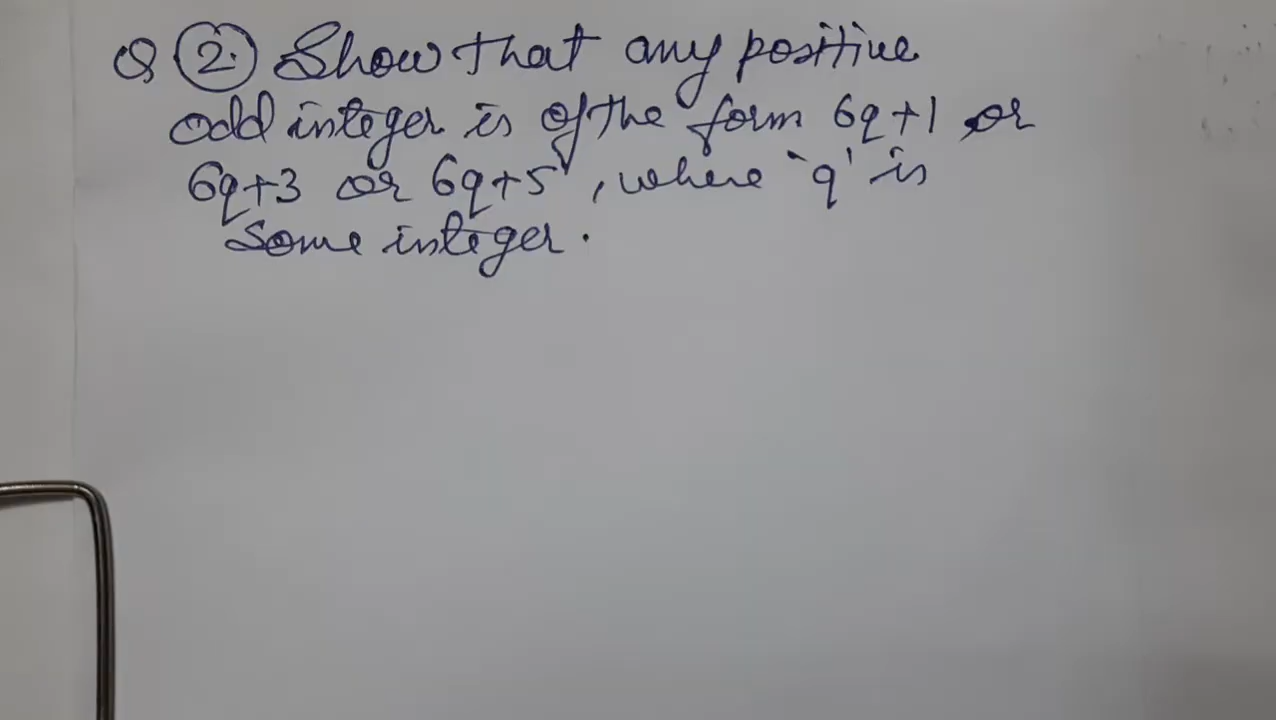 Q 2. Show that any positive
odd integer is of the form 6q+1 or
6q+3 or 6q+5, where 'q' is
some integer.